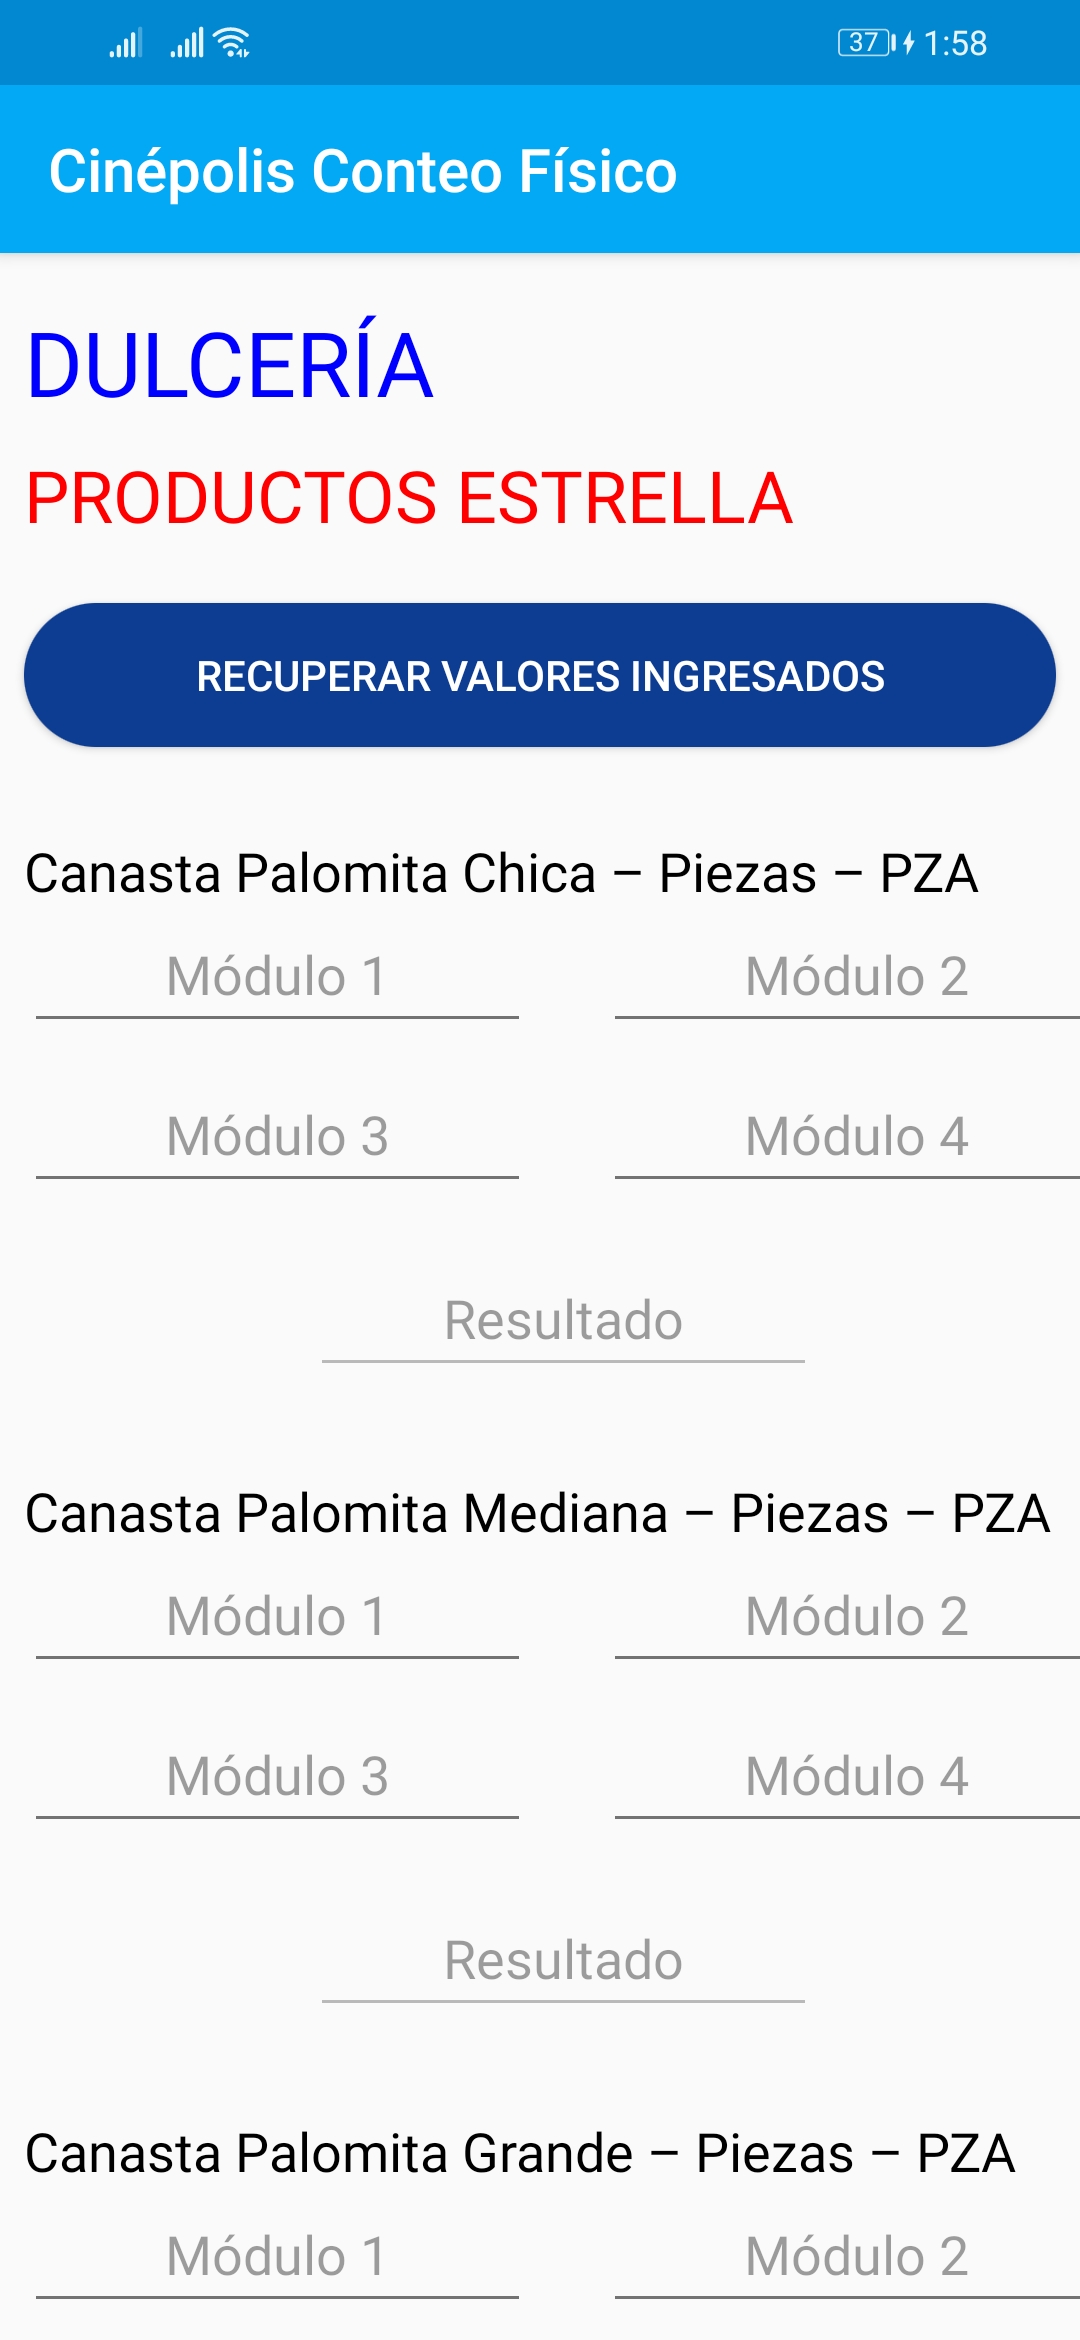 37 1:58
Cinépolis Conteo Físico
DULCERÍA
PRODUCTOS ESTRELLA
RECUPERAR VALORES INGRESADOS
Canasta Palomita Chica – Piezas – PZA
Módulo 1 Módulo 2
Módulo 3 Módulo 4
Resultado
Canasta Palomita Mediana – Piezas – PZA
Módulo 1 Módulo 2
Módulo 3 Módulo 4
Resultado
Canasta Palomita Grande – Piezas – PZA
Módulo 1 Módulo 2